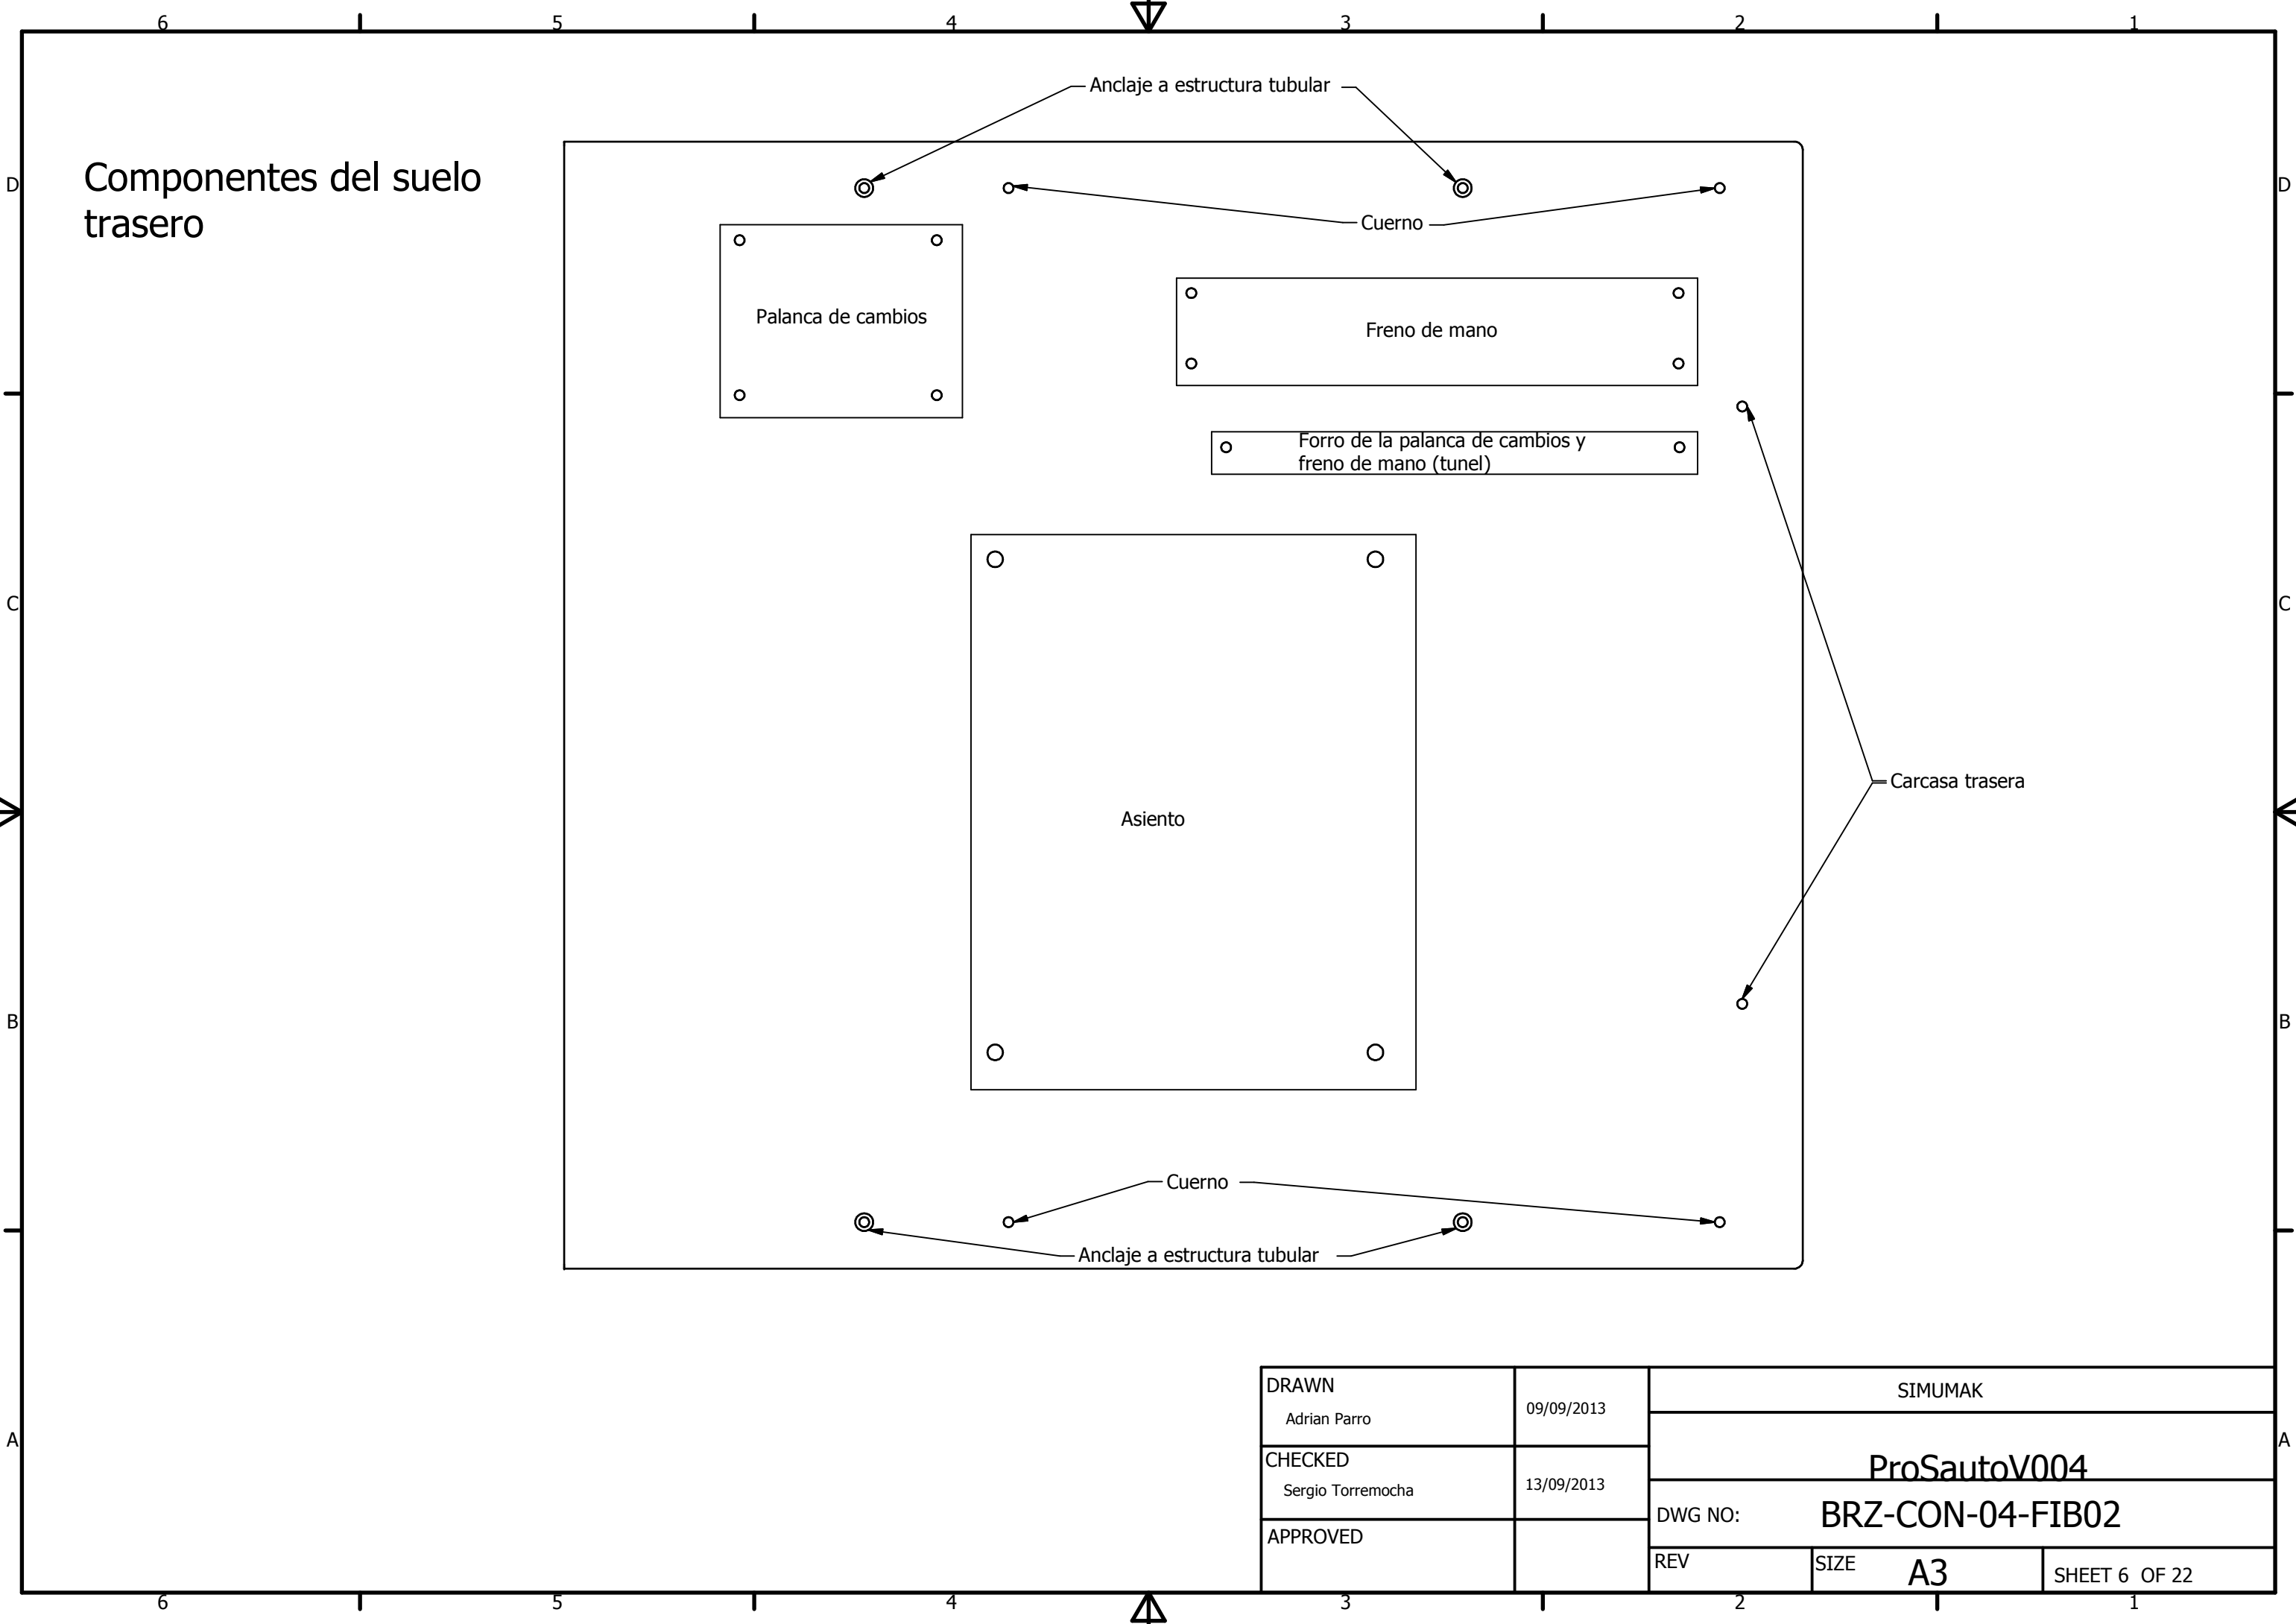 6 5 4 3 2 1
Anclaje a estructura tubular
Componentes del suelo
trasero
D D
Cuerno
Palanca de cambios
Freno de mano
Forro de la palanca de cambios y
freno de mano (tunel)
C C
Carcasa trasera
Asiento
B B
Cuerno
Anclaje a estructura tubular
DRAWN
Adrian Parro
09/09/2013
SIMUMAK
A A
CHECKED
Sergio Torremocha
13/09/2013
ProSautoV004
DWG NO: BRZ-CON-04-FIB02
APPROVED
REV
SIZE A3
SHEET 6 OF 22
6 5 4 3 2 1